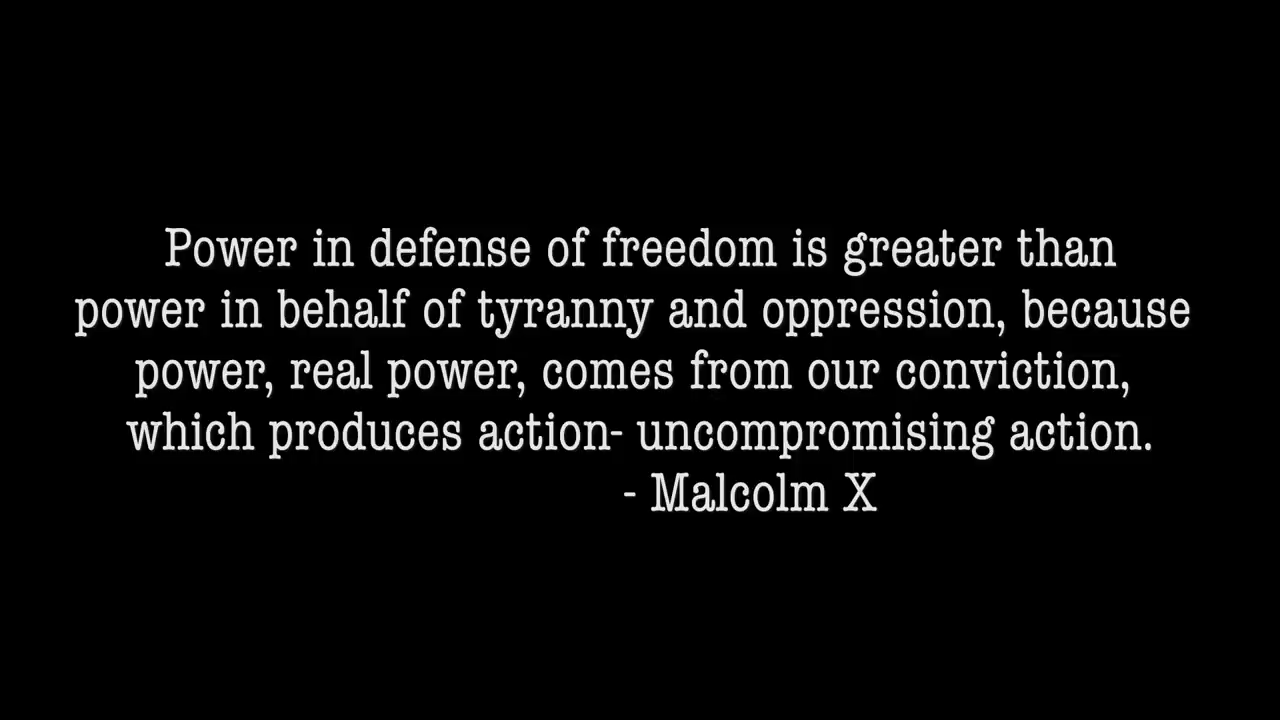 Power in defense of freedom is greater than
power in behalf of tyranny and oppression, because
power, real power, comes from our conviction,
which produces action- uncompromising action.
- Malcolm X